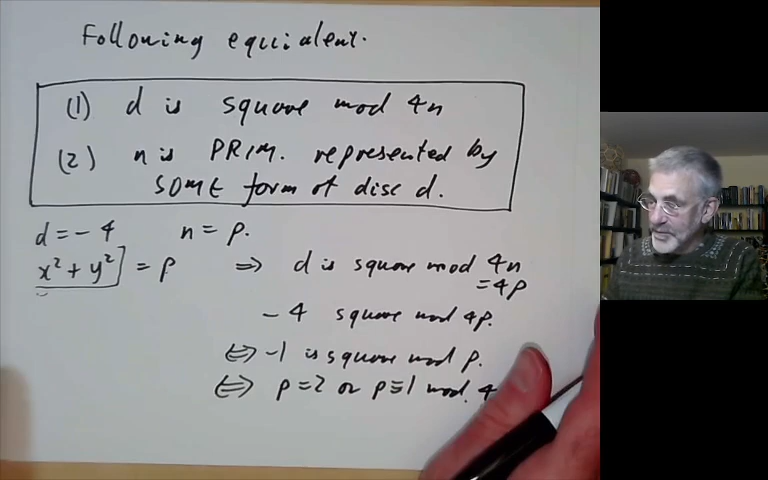 Following equivalent.
(1) d is square mod 4n
(2) n is PRIM. represented by
SOME form of disc d.
d = -4 n = p.
x² + y² = p ⇒ d is square mod 4n
= 4p
-4 square mod 4p.
⇔ -1 is square mod p.
⇔ p = 2 or p ≡ 1 mod. 4